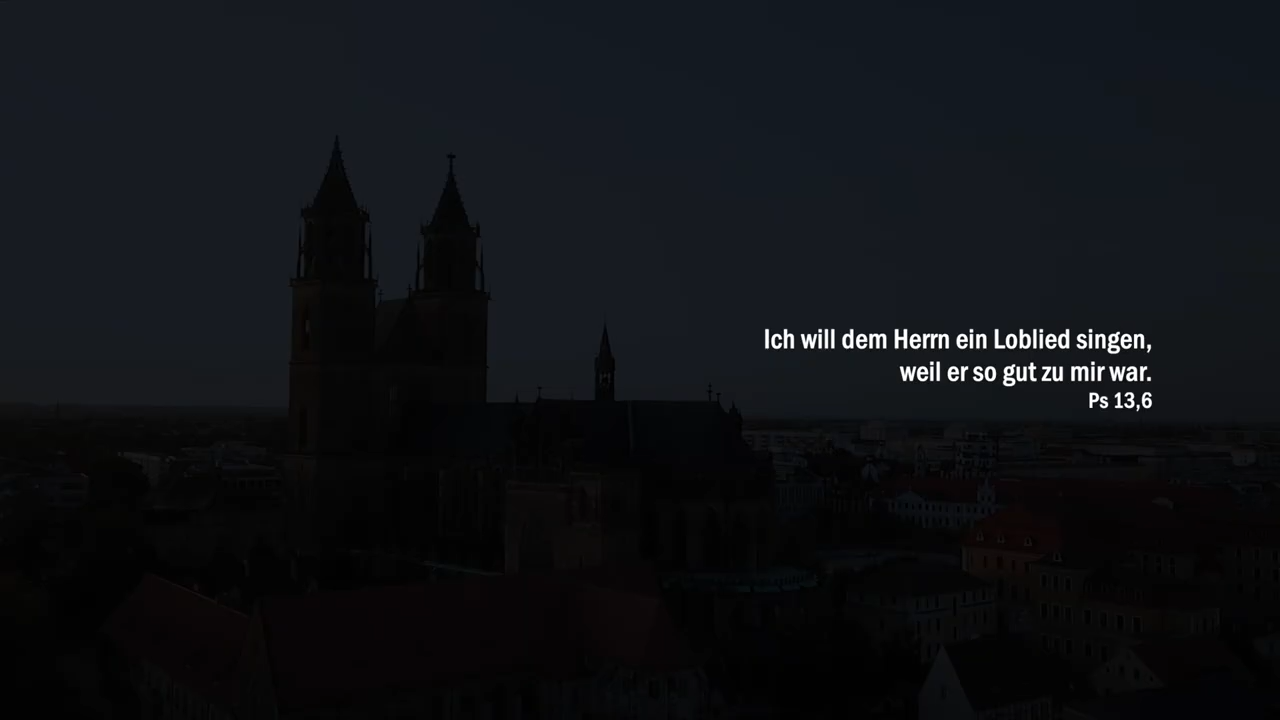 Ich will dem Herrn ein Loblied singen,
weil er so gut zu mir war.
Ps 13,6